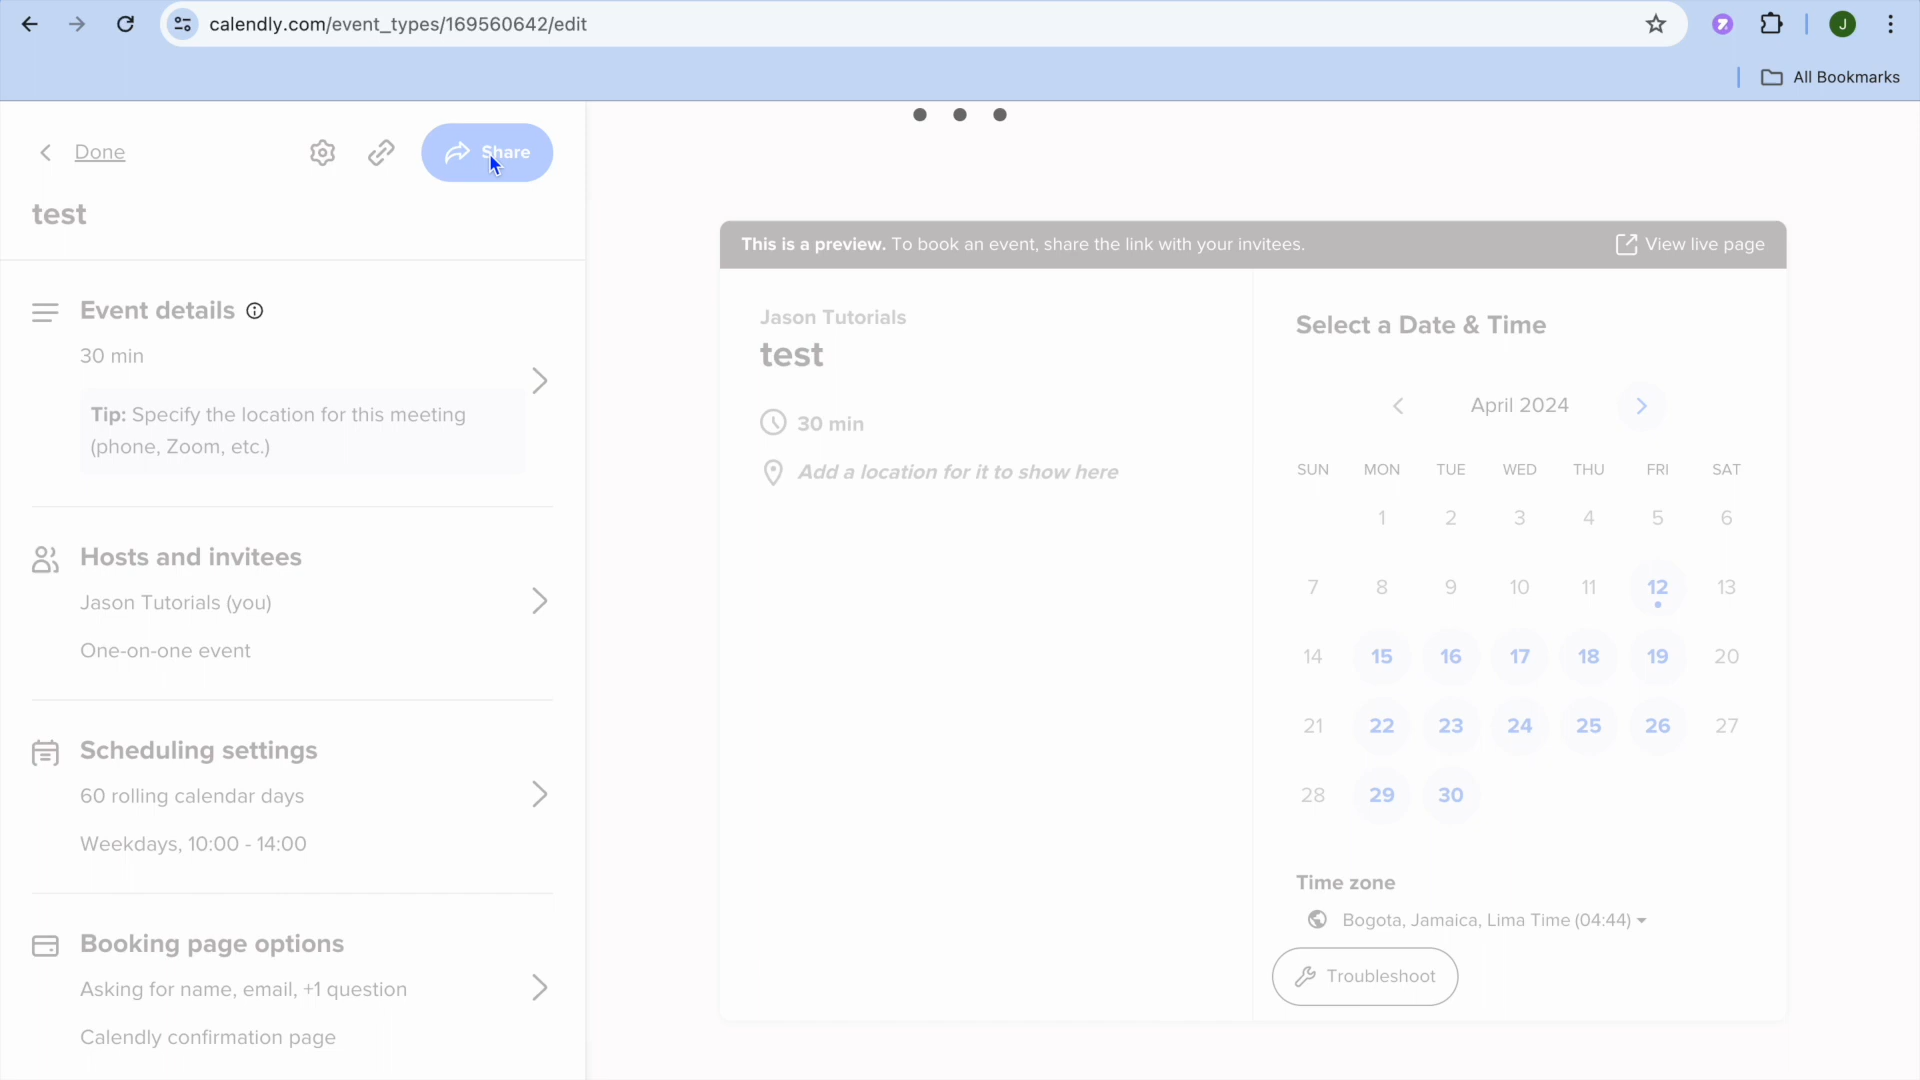 calendly.com/event_types/169560642/edit
J
All Bookmarks
Done
Share
test
Event details
30 min
Tip: Specify the location for this meeting
(phone, Zoom, etc.)
Hosts and invitees
Jason Tutorials (you)
One-on-one event
Scheduling settings
60 rolling calendar days
Weekdays, 10:00 - 14:00
Booking page options
Asking for name, email, +1 question
Calendly confirmation page
This is a preview. To book an event, share the link with your invitees.
View live page
Jason Tutorials
test
30 min
Add a location for it to show here
Select a Date & Time
April 2024
SUN MON TUE WED THU FRI SAT
1 2 3 4 5 6
7 8 9 10 11 12 13
14 15 16 17 18 19 20
21 22 23 24 25 26 27
28 29 30
Time zone
Bogota, Jamaica, Lima Time (04:44)
Troubleshoot